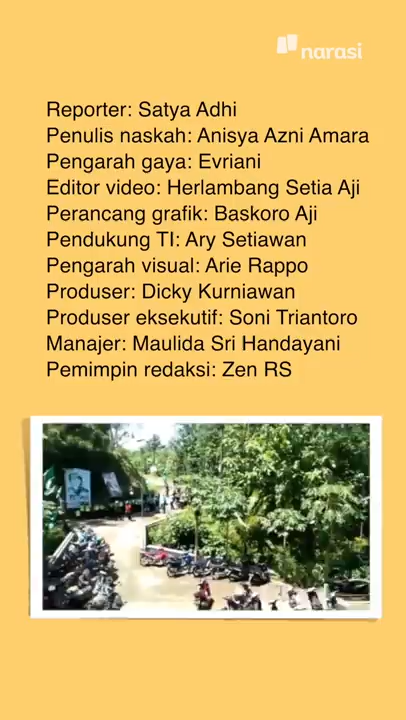 narasi
Reporter: Satya Adhi
Penulis naskah: Anisya Azni Amara
Pengarah gaya: Evriani
Editor video: Herlambang Setia Aji
Perancang grafik: Baskoro Aji
Pendukung TI: Ary Setiawan
Pengarah visual: Arie Rappo
Produser: Dicky Kurniawan
Produser eksekutif: Soni Triantoro
Manajer: Maulida Sri Handayani
Pemimpin redaksi: Zen RS